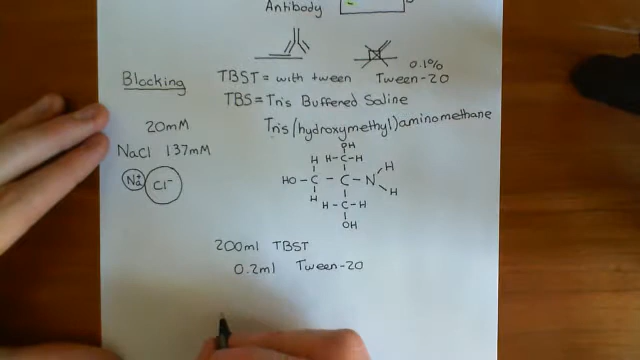 Antibody
Blocking
TBST = with tween
Tween-20
0.1%
TBS = Tris Buffered Saline
20mM
Tris (hydroxymethyl) aminomethane
NaCl 137mM
Na+
Cl-
OH
H H-C-H H
HO-C-C-N
H H-C-H H
OH
200ml TBST
0.2ml Tween-20